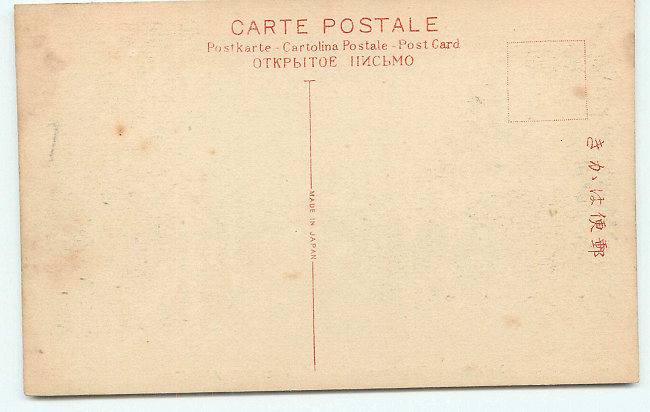 CARTE POSTALE
Postkarte - Cartolina Postale - Post Card
ОТКРЫТОЕ ПИСЬМО
MADE IN JAPAN
郵便はかき